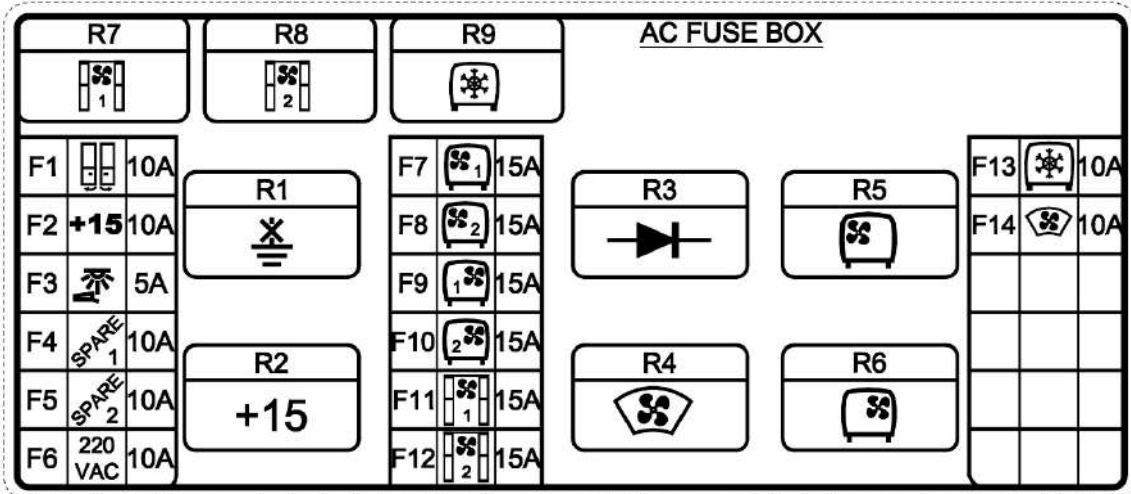 R7 R8 R9 AC FUSE BOX
1 2
F1 10A
F2 +15 10A
F3 5A
F4 SPARE 1 10A
F5 SPARE 2 10A
F6 220 VAC 10A
R1
R2
+15
F7 1 15A
F8 2 15A
F9 1 15A
F10 2 15A
F11 1 15A
F12 2 15A
R3
R4
R5
R6
F13 10A
F14 10A